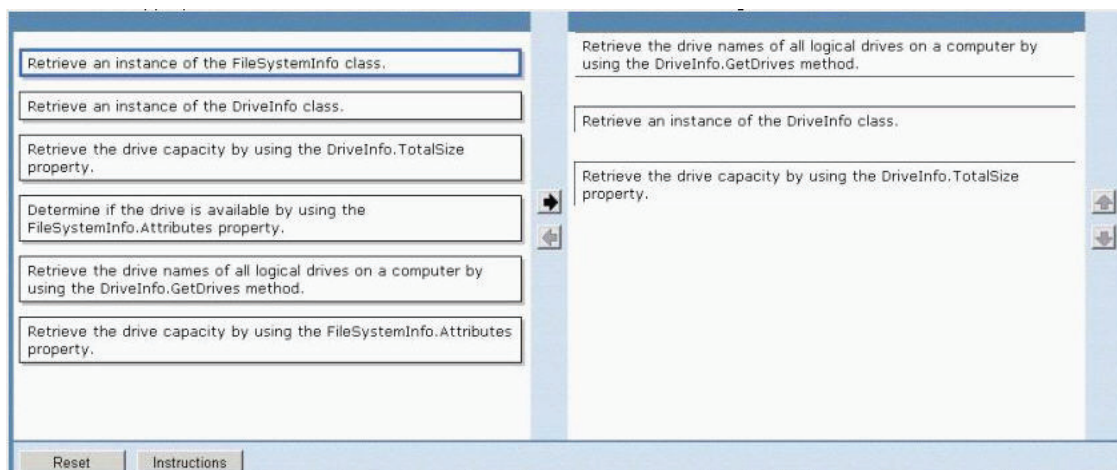 Retrieve an instance of the FileSystemInfo class.
Retrieve an instance of the DriveInfo class.
Retrieve the drive capacity by using the DriveInfo.TotalSize
property.
Determine if the drive is available by using the
FileSystemInfo.Attributes property.
Retrieve the drive names of all logical drives on a computer by
using the DriveInfo.GetDrives method.
Retrieve the drive capacity by using the FileSystemInfo.Attributes
property.
Retrieve the drive names of all logical drives on a computer by
using the DriveInfo.GetDrives method.
Retrieve an instance of the DriveInfo class.
Retrieve the drive capacity by using the DriveInfo.TotalSize
property.
Reset
Instructions